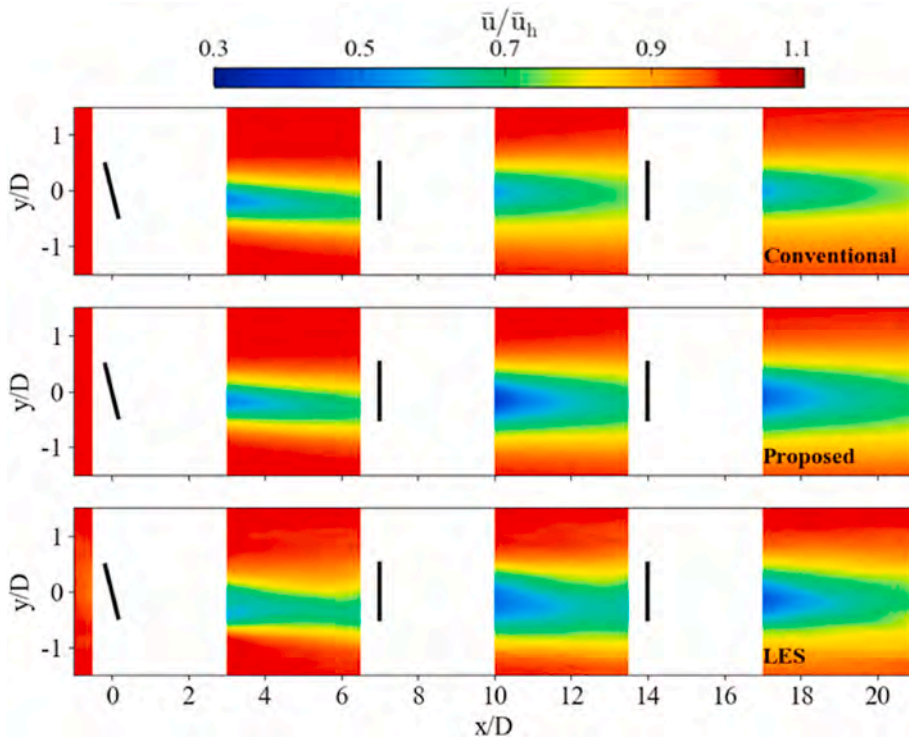 ū/ūₕ
0.3 0.5 0.7 0.9 1.1
y/D
1
0
-1
Conventional
y/D
1
0
-1
Proposed
y/D
1
0
-1
LES
0 2 4 6 8 10 12 14 16 18 20
x/D